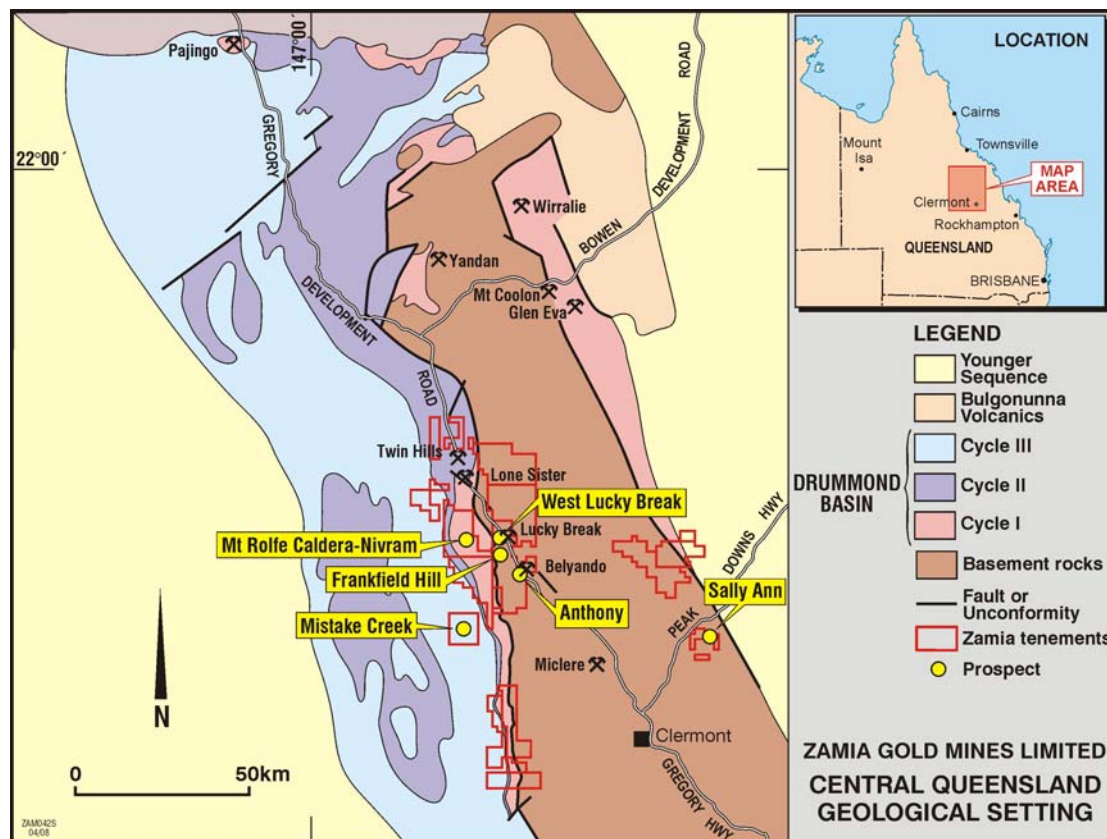 Pajingo
147°00´
GREGORY
DEVELOPMENT
ROAD
22°00´
BOWEN
DEVELOPMENT
ROAD
Wirralie
Yandan
Mt Coolon
Glen Eva
Twin Hills
Lone Sister
West Lucky Break
Lucky Break
Mt Rolfe Caldera-Nivram
Frankfield Hill
Belyando
Anthony
Mistake Creek
Sally Ann
PEAK
DOWNS
HWY
Miclere
Clermont
GREGORY
HWY
N
0
50km
ZAM042S
04/08
LOCATION
Cairns
Townsville
Mount
Isa
MAP
AREA
Clermont
Rockhampton
QUEENSLAND
BRISBANE
LEGEND
Younger
Sequence
Bulgonunna
Volcanics
Cycle III
DRUMMOND
BASIN
Cycle II
Cycle I
Basement rocks
Fault or
Unconformity
Zamia tenements
Prospect
ZAMIA GOLD MINES LIMITED
CENTRAL QUEENSLAND
GEOLOGICAL SETTING